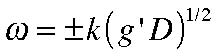 ω = ±k(g'D)^{1/2}